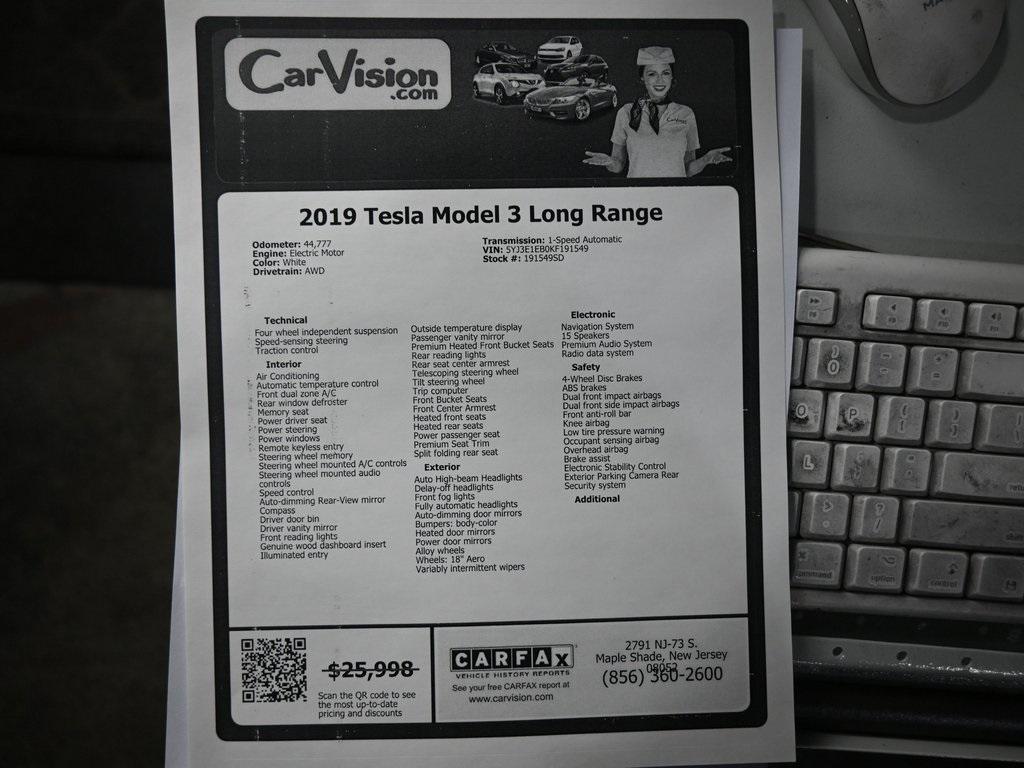 CarVision
.com
2019 Tesla Model 3 Long Range
Odometer: 44,777
Engine: Electric Motor
Color: White
Drivetrain: AWD
Transmission: 1-Speed Automatic
VIN: 5YJ3E1EB0KF191549
Stock #: 191549SD
Technical
Four wheel independent suspension
Speed-sensing steering
Traction control
Interior
Air Conditioning
Automatic temperature control
Front dual zone A/C
Rear window defroster
Memory seat
Power driver seat
Power steering
Power windows
Remote keyless entry
Steering wheel memory
Steering wheel mounted A/C controls
Steering wheel mounted audio
controls
Speed control
Auto-dimming Rear-View mirror
Compass
Driver door bin
Driver vanity mirror
Front reading lights
Genuine wood dashboard insert
Illuminated entry
Outside temperature display
Passenger vanity mirror
Premium Heated Front Bucket Seats
Rear reading lights
Rear seat center armrest
Telescoping steering wheel
Tilt steering wheel
Trip computer
Front Bucket Seats
Front Center Armrest
Heated front seats
Heated rear seats
Power passenger seat
Premium Seat Trim
Split folding rear seat
Exterior
Auto High-beam Headlights
Delay-off headlights
Front fog lights
Fully automatic headlights
Auto-dimming door mirrors
Bumpers: body-color
Heated door mirrors
Power door mirrors
Alloy wheels
Wheels: 18" Aero
Variably intermittent wipers
Electronic
Navigation System
15 Speakers
Premium Audio System
Radio data system
Safety
4-Wheel Disc Brakes
ABS brakes
Dual front impact airbags
Dual front side impact airbags
Front anti-roll bar
Knee airbag
Low tire pressure warning
Occupant sensing airbag
Overhead airbag
Brake assist
Electronic Stability Control
Exterior Parking Camera Rear
Security system
Additional
$25,998
Scan the QR code to see
the most up-to-date
pricing and discounts
CARFAX
VEHICLE HISTORY REPORTS
See your free CARFAX report at
www.carvision.com
2791 NJ-73 S.
Maple Shade, New Jersey
08052
(856) 360-2600
O P
L
command option control